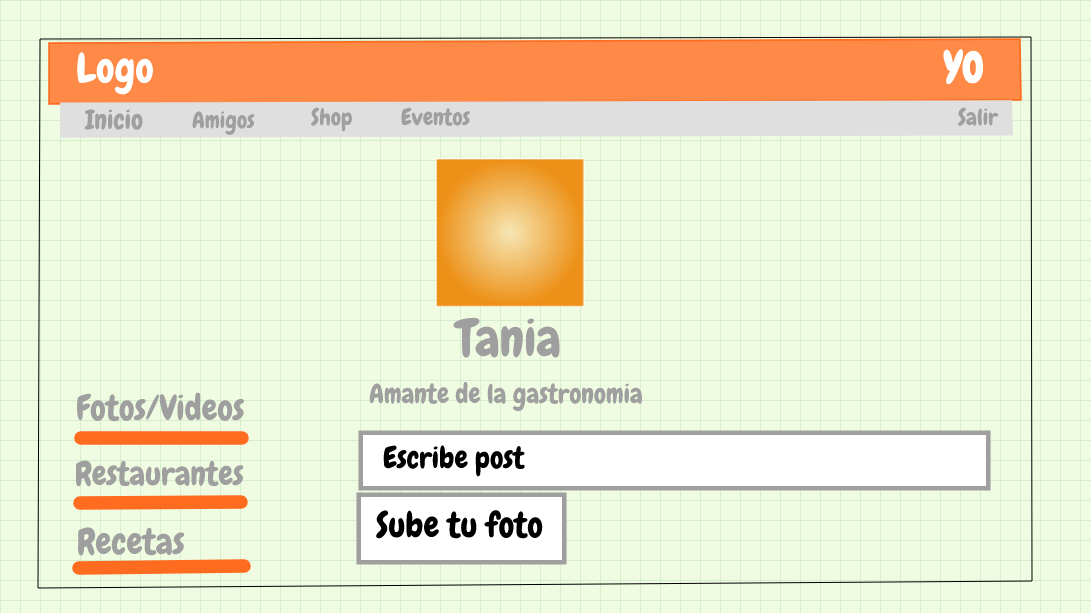 Logo
YO
Inicio Amigos Shop Eventos Salir
Tania
Amante de la gastronomia
Fotos/Videos
Restaurantes
Recetas
Escribe post
Sube tu foto